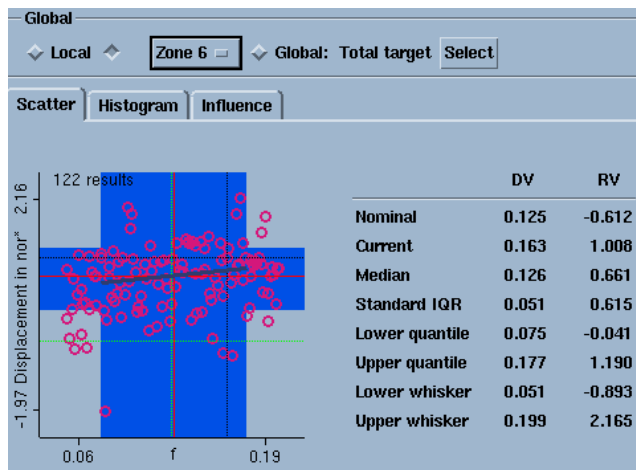 Global
Local Zone 6 Global: Total target Select
Scatter Histogram Influence
122 results
2.16
Displacement in nor*
-1.97
0.06 f 0.19
DV RV
Nominal 0.125 -0.612
Current 0.163 1.008
Median 0.126 0.661
Standard IQR 0.051 0.615
Lower quantile 0.075 -0.041
Upper quantile 0.177 1.190
Lower whisker 0.051 -0.893
Upper whisker 0.199 2.165